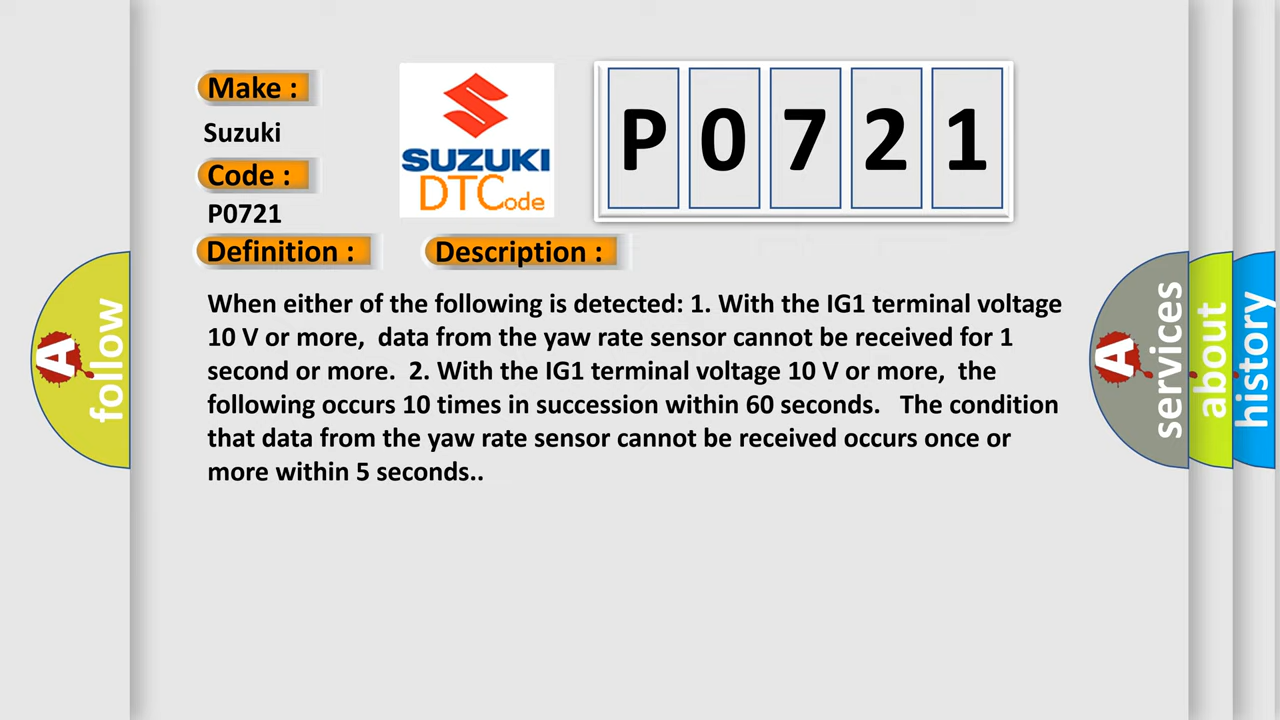 Make :
Suzuki
Code :
P0721
Definition :
Description :
SUZUKI
DTCode
P0721
When either of the following is detected: 1. With the IG1 terminal voltage
10 V or more,  data from the yaw rate sensor cannot be received for 1
second or more.  2. With the IG1 terminal voltage 10 V or more,  the
following occurs 10 times in succession within 60 seconds.   The condition
that data from the yaw rate sensor cannot be received occurs once or
more within 5 seconds..
A
follow
A
services
about
history